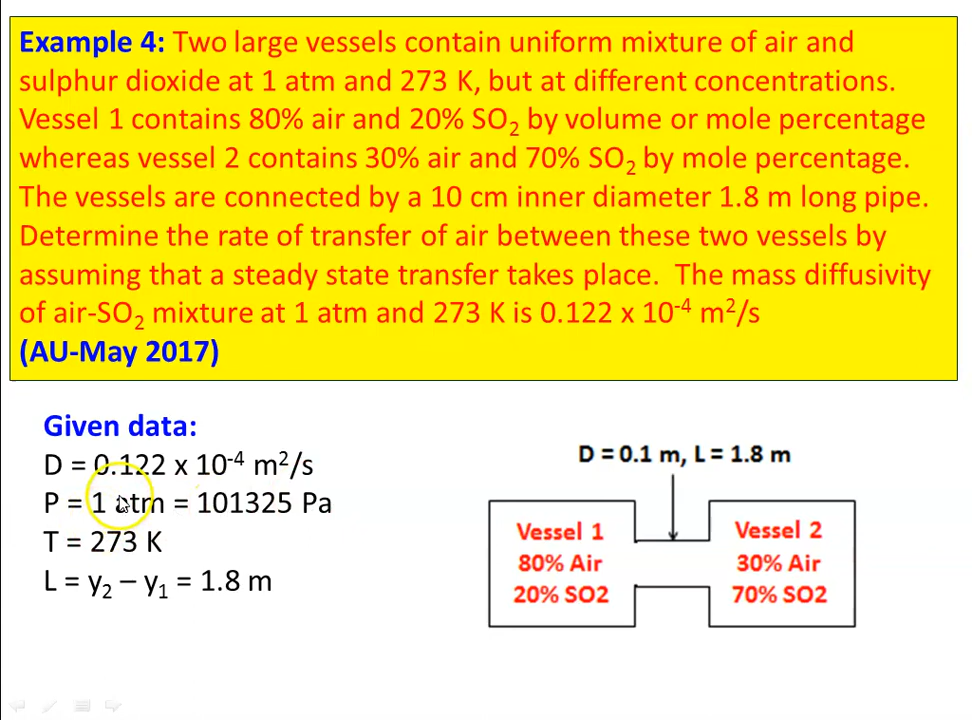 Example 4: Two large vessels contain uniform mixture of air and
sulphur dioxide at 1 atm and 273 K, but at different concentrations.
Vessel 1 contains 80% air and 20% SO₂ by volume or mole percentage
whereas vessel 2 contains 30% air and 70% SO₂ by mole percentage.
The vessels are connected by a 10 cm inner diameter 1.8 m long pipe.
Determine the rate of transfer of air between these two vessels by
assuming that a steady state transfer takes place. The mass diffusivity
of air-SO₂ mixture at 1 atm and 273 K is 0.122 x 10⁻⁴ m²/s
(AU-May 2017)
Given data:
D = 0.122 x 10⁻⁴ m²/s
P = 1 atm = 101325 Pa
T = 273 K
L = y₂ – y₁ = 1.8 m
D = 0.1 m, L = 1.8 m
Vessel 1
80% Air
20% SO2
Vessel 2
30% Air
70% SO2